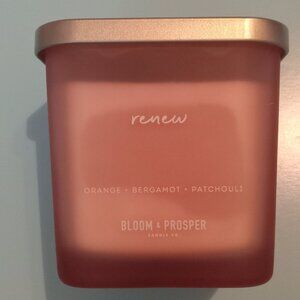 renew
ORANGE + BERGAMOT + PATCHOULI
BLOOM & PROSPER
CANDLE CO.